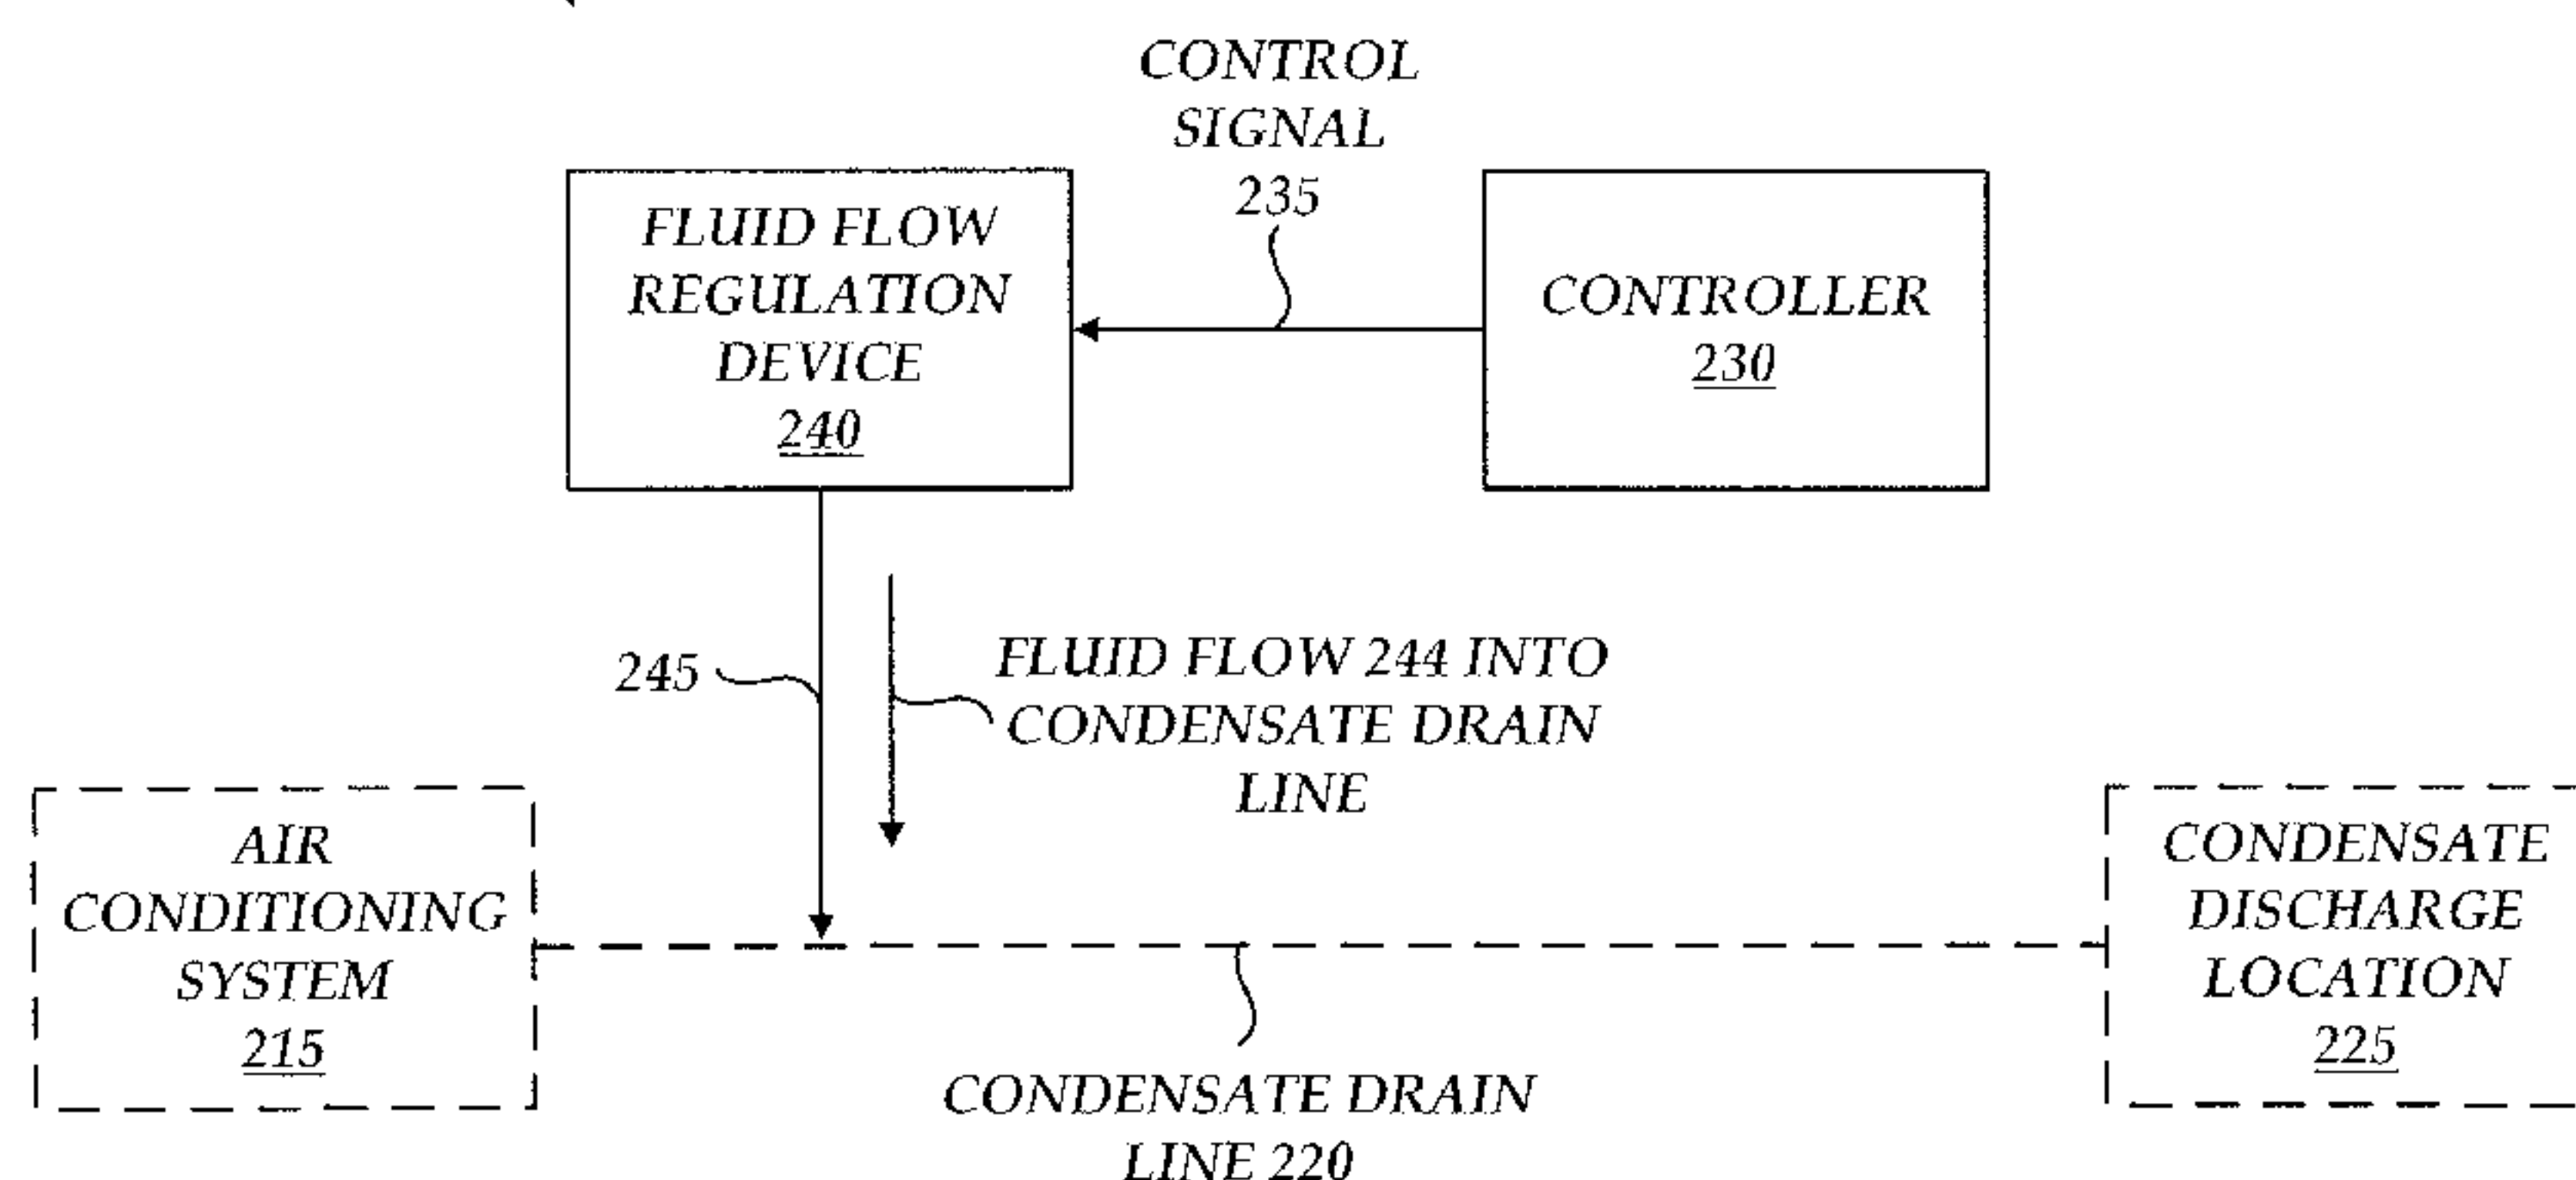 CONTROL
SIGNAL
235
FLUID FLOW
REGULATION
DEVICE
240
CONTROLLER
230
245
FLUID FLOW 244 INTO
CONDENSATE DRAIN
LINE
AIR
CONDITIONING
SYSTEM
215
CONDENSATE
DISCHARGE
LOCATION
225
CONDENSATE DRAIN
LINE 220